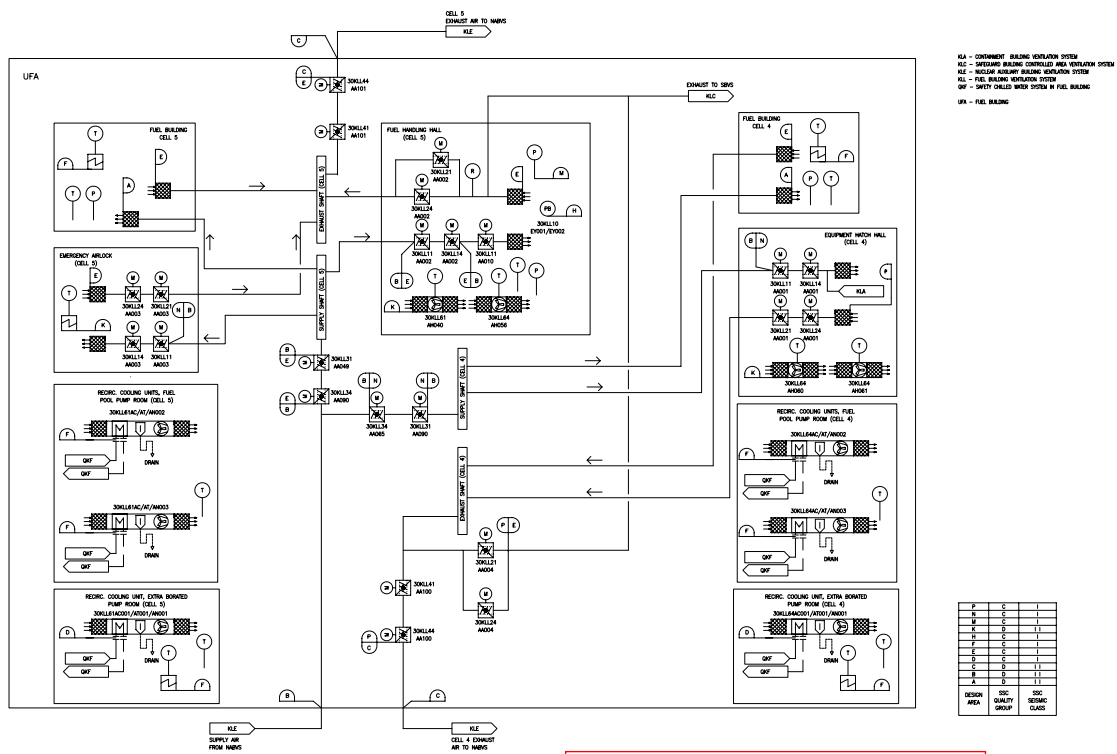 CELL 5
EXHAUST AIR TO NABVS
KLE
C
UFA
C
E
M
30KLL44
AA101
M
30KLL41
AA101
EXHAUST TO SBVS
KLC
KLA - CONTAINMENT BUILDING VENTILATION SYSTEM
KLC - SAFEGUARD BUILDING CONTROLLED AREA VENTILATION SYSTEM
KLE - NUCLEAR AUXILIARY BUILDING VENTILATION SYSTEM
KLL - FUEL BUILDING VENTILATION SYSTEM
QKF - SAFETY CHILLED WATER SYSTEM IN FUEL BUILDING
UFA - FUEL BUILDING
FUEL BUILDING
CELL 5
T
E
F
A
T
P
EXHAUST SHAFT (CELL 5)
FUEL HANDLING HALL
(CELL 5)
M
30KLL21
AA002
M
30KLL24
AA002
R
E
P
M
PB
H
30KLL10
EY001/EY002
M
30KLL11
AA002
M
30KLL14
AA002
M
30KLL11
AA010
B
E
E
B
T
T
T
P
K
30KLL61
AH040
30KLL64
AH056
FUEL BUILDING
CELL 4
E
T
F
A
P
T
EQUIPMENT HATCH HALL
(CELL 4)
B
N
M
M
30KLL11
AA001
30KLL14
AA001
P
KLA
M
M
30KLL21
AA001
30KLL24
AA001
T
T
K
30KLL64
AH060
30KLL64
AH061
EMERGENCY AIRLOCK
(CELL 5)
E
T
M
M
30KLL24
AA003
30KLL21
AA003
N
B
K
M
M
30KLL14
AA003
30KLL11
AA003
SUPPLY SHAFT (CELL 5)
B
E
M
30KLL31
AA049
E
B
M
30KLL34
AA090
B
N
N
B
M
M
30KLL34
AA085
30KLL31
AA090
SUPPLY SHAFT (CELL 4)
RECIRC. COOLING UNITS, FUEL
POOL PUMP ROOM (CELL 5)
30KLL61AC/AT/AN002
F
QKF
QKF
DRAIN
T
30KLL61AC/AT/AN003
F
QKF
QKF
DRAIN
RECIRC. COOLING UNITS, FUEL
POOL PUMP ROOM (CELL 4)
30KLL64AC/AT/AN002
F
QKF
QKF
DRAIN
T
30KLL64AC/AT/AN003
F
QKF
QKF
DRAIN
EXHAUST SHAFT (CELL 4)
P
E
M
30KLL21
AA004
M
30KLL24
AA004
M
30KLL41
AA100
P
C
M
30KLL44
AA100
RECIRC. COOLING UNIT, EXTRA BORATED
PUMP ROOM (CELL 5)
30KLL61AC001/AT001/AN001
D
QKF
QKF
DRAIN
T
T
F
RECIRC. COOLING UNIT, EXTRA BORATED
PUMP ROOM (CELL 4)
30KLL64AC001/AT001/AN001
D
QKF
QKF
DRAIN
T
T
F
B
C
KLE
SUPPLY AIR
FROM NABVS
KLE
CELL 4 EXHAUST
AIR TO NABVS
P C I
N C I
M C I
K D II
H C I
F C I
E C I
D C I
C D II
B D II
A D II
DESIGN AREA SSC QUALITY GROUP SSC SEISMIC CLASS